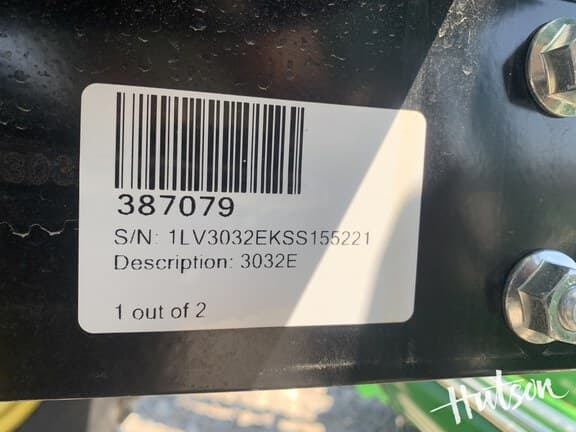 387079
S/N: 1LV3032EKSS155221
Description: 3032E
1 out of 2
Hutson